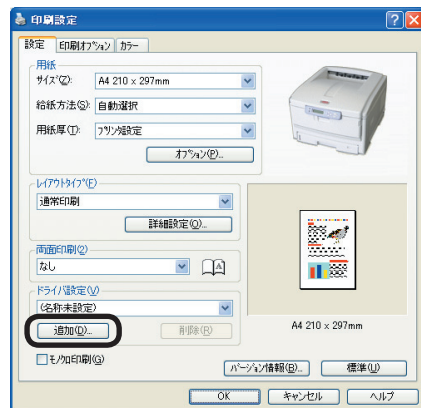 印刷設定
設定 印刷ｵﾌﾟｼｮﾝ ｶﾗｰ
用紙
ｻｲｽﾞ(Z): A4 210 x 297mm
給紙方法(S): 自動選択
用紙厚(T): ﾌﾟﾘﾝﾀ設定
ｵﾌﾟｼｮﾝ(P)...
ﾚｲｱｳﾄﾀｲﾌﾟ(E)
通常印刷
詳細設定(O)...
両面印刷(2)
なし
A
ﾄﾞﾗｲﾊﾞ設定(V)
(名称未設定)
追加(D)... 削除(R)
A4 210 x 297mm
ﾓﾉｸﾛ印刷(G)
ﾊﾞｰｼﾞｮﾝ情報(B)... 標準(U)
OK ｷｬﾝｾﾙ ﾍﾙﾌﾟ